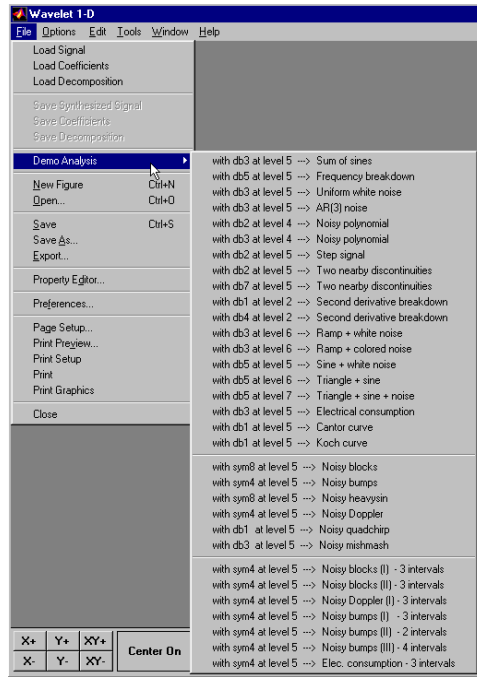 Wavelet 1-D
File Options Edit Tools Window Help
Load Signal
Load Coefficients
Load Decomposition
Save Synthesized Signal
Save Coefficients
Save Decomposition
Demo Analysis
New Figure Ctrl+N
Open... Ctrl+O
Save Ctrl+S
Save As...
Export...
Property Editor...
Preferences...
Page Setup...
Print Preview...
Print Setup
Print
Print Graphics
Close
with db3 at level 5 ---> Sum of sines
with db5 at level 5 ---> Frequency breakdown
with db3 at level 5 ---> Uniform white noise
with db3 at level 5 ---> AR(3) noise
with db2 at level 4 ---> Noisy polynomial
with db3 at level 4 ---> Noisy polynomial
with db2 at level 5 ---> Step signal
with db2 at level 5 ---> Two nearby discontinuities
with db7 at level 5 ---> Two nearby discontinuities
with db1 at level 2 ---> Second derivative breakdown
with db4 at level 2 ---> Second derivative breakdown
with db3 at level 6 ---> Ramp + white noise
with db3 at level 6 ---> Ramp + colored noise
with db5 at level 5 ---> Sine + white noise
with db5 at level 6 ---> Triangle + sine
with db5 at level 7 ---> Triangle + sine + noise
with db3 at level 5 ---> Electrical consumption
with db1 at level 5 ---> Cantor curve
with db1 at level 5 ---> Koch curve
with sym8 at level 5 ---> Noisy blocks
with sym4 at level 5 ---> Noisy bumps
with sym8 at level 5 ---> Noisy heavysin
with sym4 at level 5 ---> Noisy Doppler
with db1 at level 5 ---> Noisy quadchirp
with db3 at level 5 ---> Noisy mishmash
with sym4 at level 5 ---> Noisy blocks (I) - 3 intervals
with sym4 at level 5 ---> Noisy blocks (II) - 3 intervals
with sym4 at level 5 ---> Noisy Doppler (I) - 3 intervals
with sym4 at level 5 ---> Noisy bumps (I) - 3 intervals
with sym4 at level 5 ---> Noisy bumps (II) - 2 intervals
with sym4 at level 5 ---> Noisy bumps (III) - 4 intervals
with sym4 at level 5 ---> Elec. consumption - 3 intervals
X+ Y+ XY+
Center On
X- Y- XY-